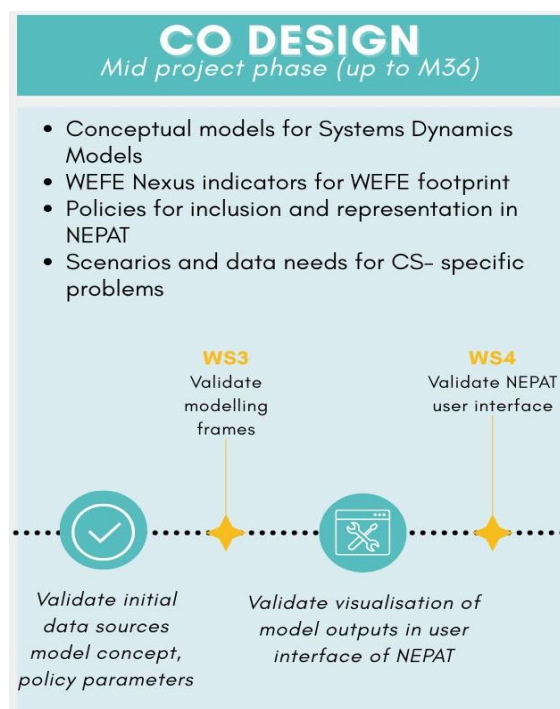 CO DESIGN
Mid project phase (up to M36)
• Conceptual models for Systems Dynamics
Models
• WEFE Nexus indicators for WEFE footprint
• Policies for inclusion and representation in
NEPAT
• Scenarios and data needs for CS- specific
problems
WS3
Validate
modelling
frames
WS4
Validate NEPAT
user interface
Validate initial
data sources
model concept,
policy parameters
Validate visualisation of
model outputs in user
interface of NEPAT